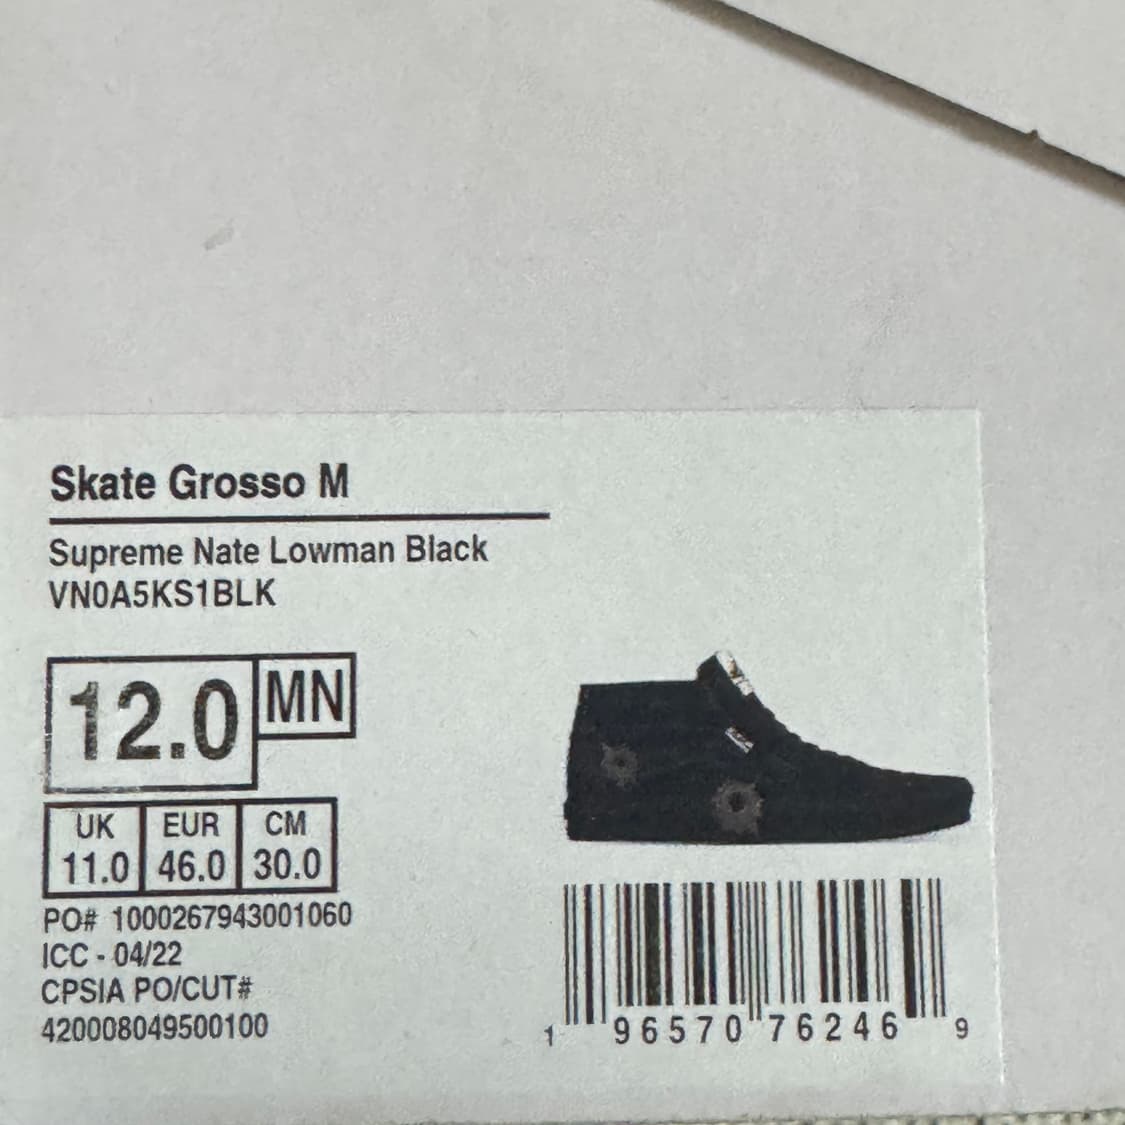 Skate Grosso M
Supreme Nate Lowman Black
VN0A5KS1BLK
12.0 MN
UK EUR CM
11.0 46.0 30.0
PO# 1000267943001060
ICC - 04/22
CPSIA PO/CUT#
420008049500100
1 96570 76246 9